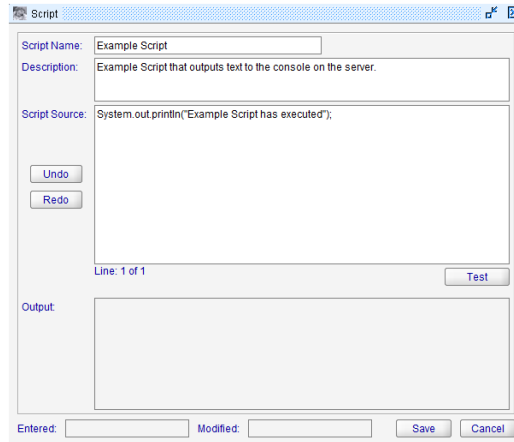 Script
Script Name: Example Script
Description: Example Script that outputs text to the console on the server.
Script Source: System.out.println("Example Script has executed");
Undo
Redo
Line: 1 of 1
Test
Output:
Entered: Modified: Save Cancel